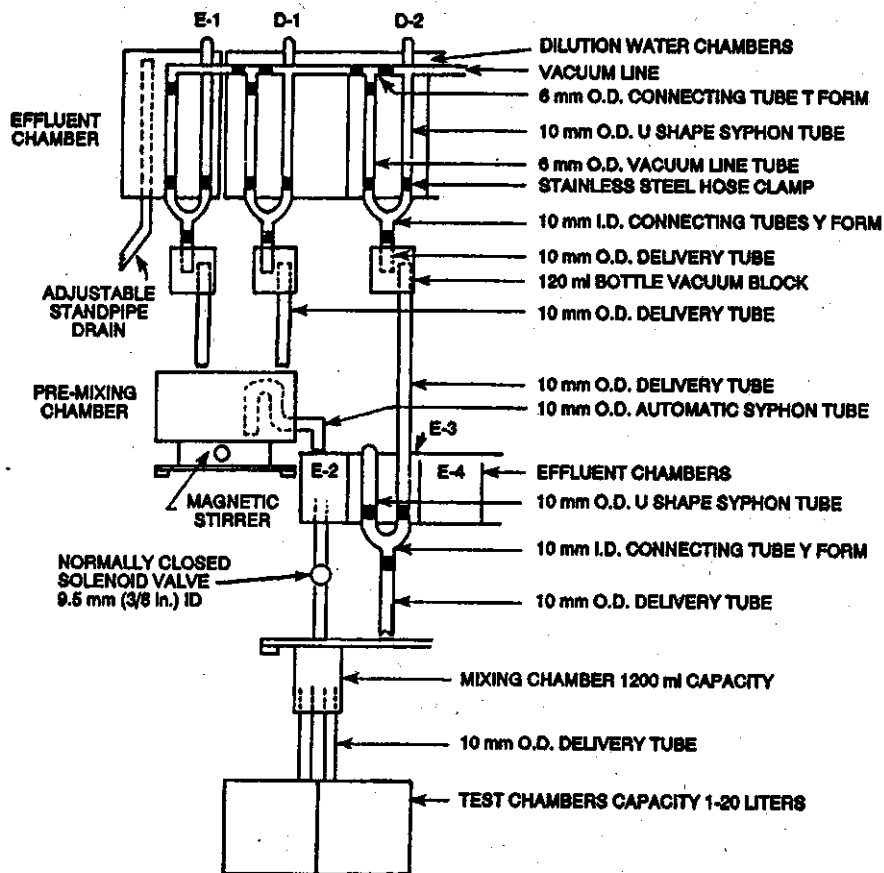 E-1 D-1 D-2
DILUTION WATER CHAMBERS
VACUUM LINE
6 mm O.D. CONNECTING TUBE T FORM
EFFLUENT
CHAMBER
10 mm O.D. U SHAPE SYPHON TUBE
6 mm O.D. VACUUM LINE TUBE
STAINLESS STEEL HOSE CLAMP
10 mm I.D. CONNECTING TUBES Y FORM
10 mm O.D. DELIVERY TUBE
120 ml BOTTLE VACUUM BLOCK
ADJUSTABLE
STANDPIPE
DRAIN
10 mm O.D. DELIVERY TUBE
PRE-MIXING
CHAMBER
10 mm O.D. DELIVERY TUBE
10 mm O.D. AUTOMATIC SYPHON TUBE
E-3
E-2 E-4
EFFLUENT CHAMBERS
MAGNETIC
STIRRER
10 mm O.D. U SHAPE SYPHON TUBE
10 mm I.D. CONNECTING TUBE Y FORM
NORMALLY CLOSED
SOLENOID VALVE
9.5 mm (3/8 in.) ID
10 mm O.D. DELIVERY TUBE
MIXING CHAMBER 1200 ml CAPACITY
10 mm O.D. DELIVERY TUBE
TEST CHAMBERS CAPACITY 1-20 LITERS